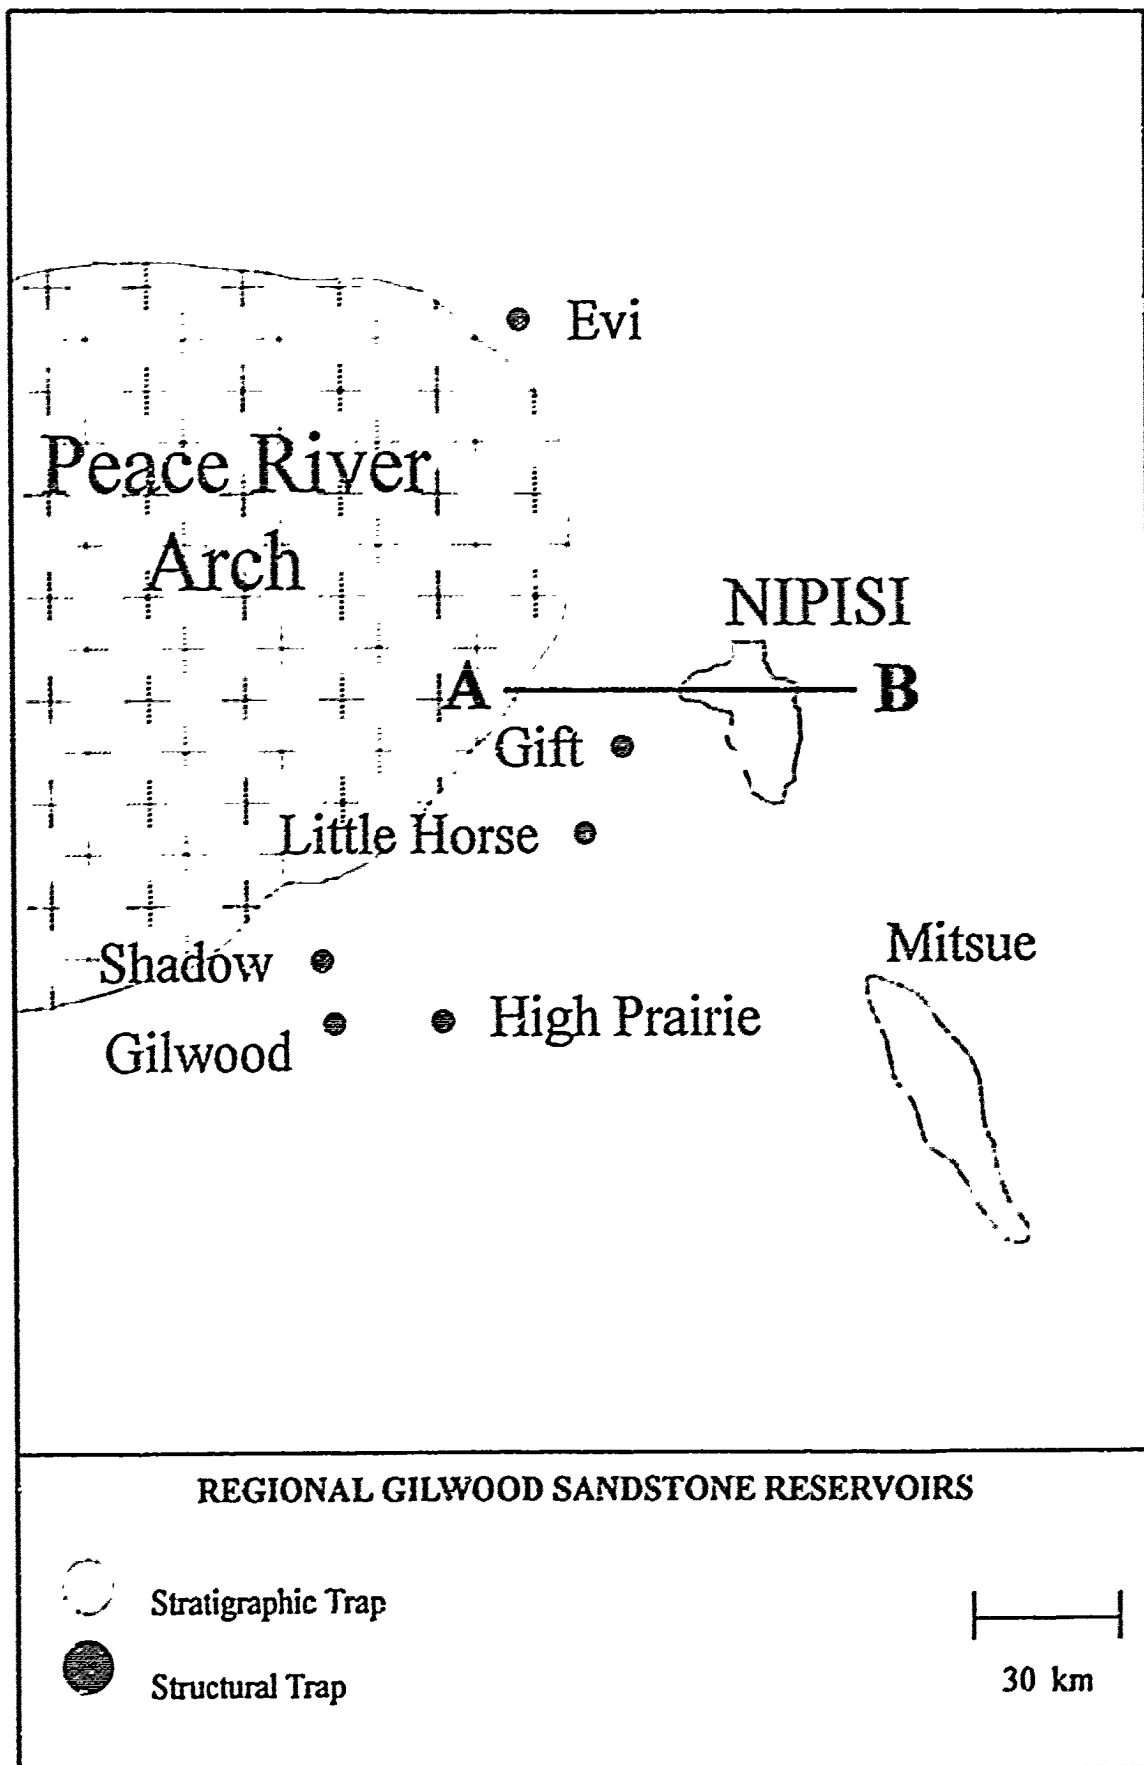 Evi
Peace River
Arch
NIPISI
A
B
Gift
Little Horse
Mitsue
Shadow
High Prairie
Gilwood
REGIONAL GILWOOD SANDSTONE RESERVOIRS
Stratigraphic Trap
Structural Trap
30 km